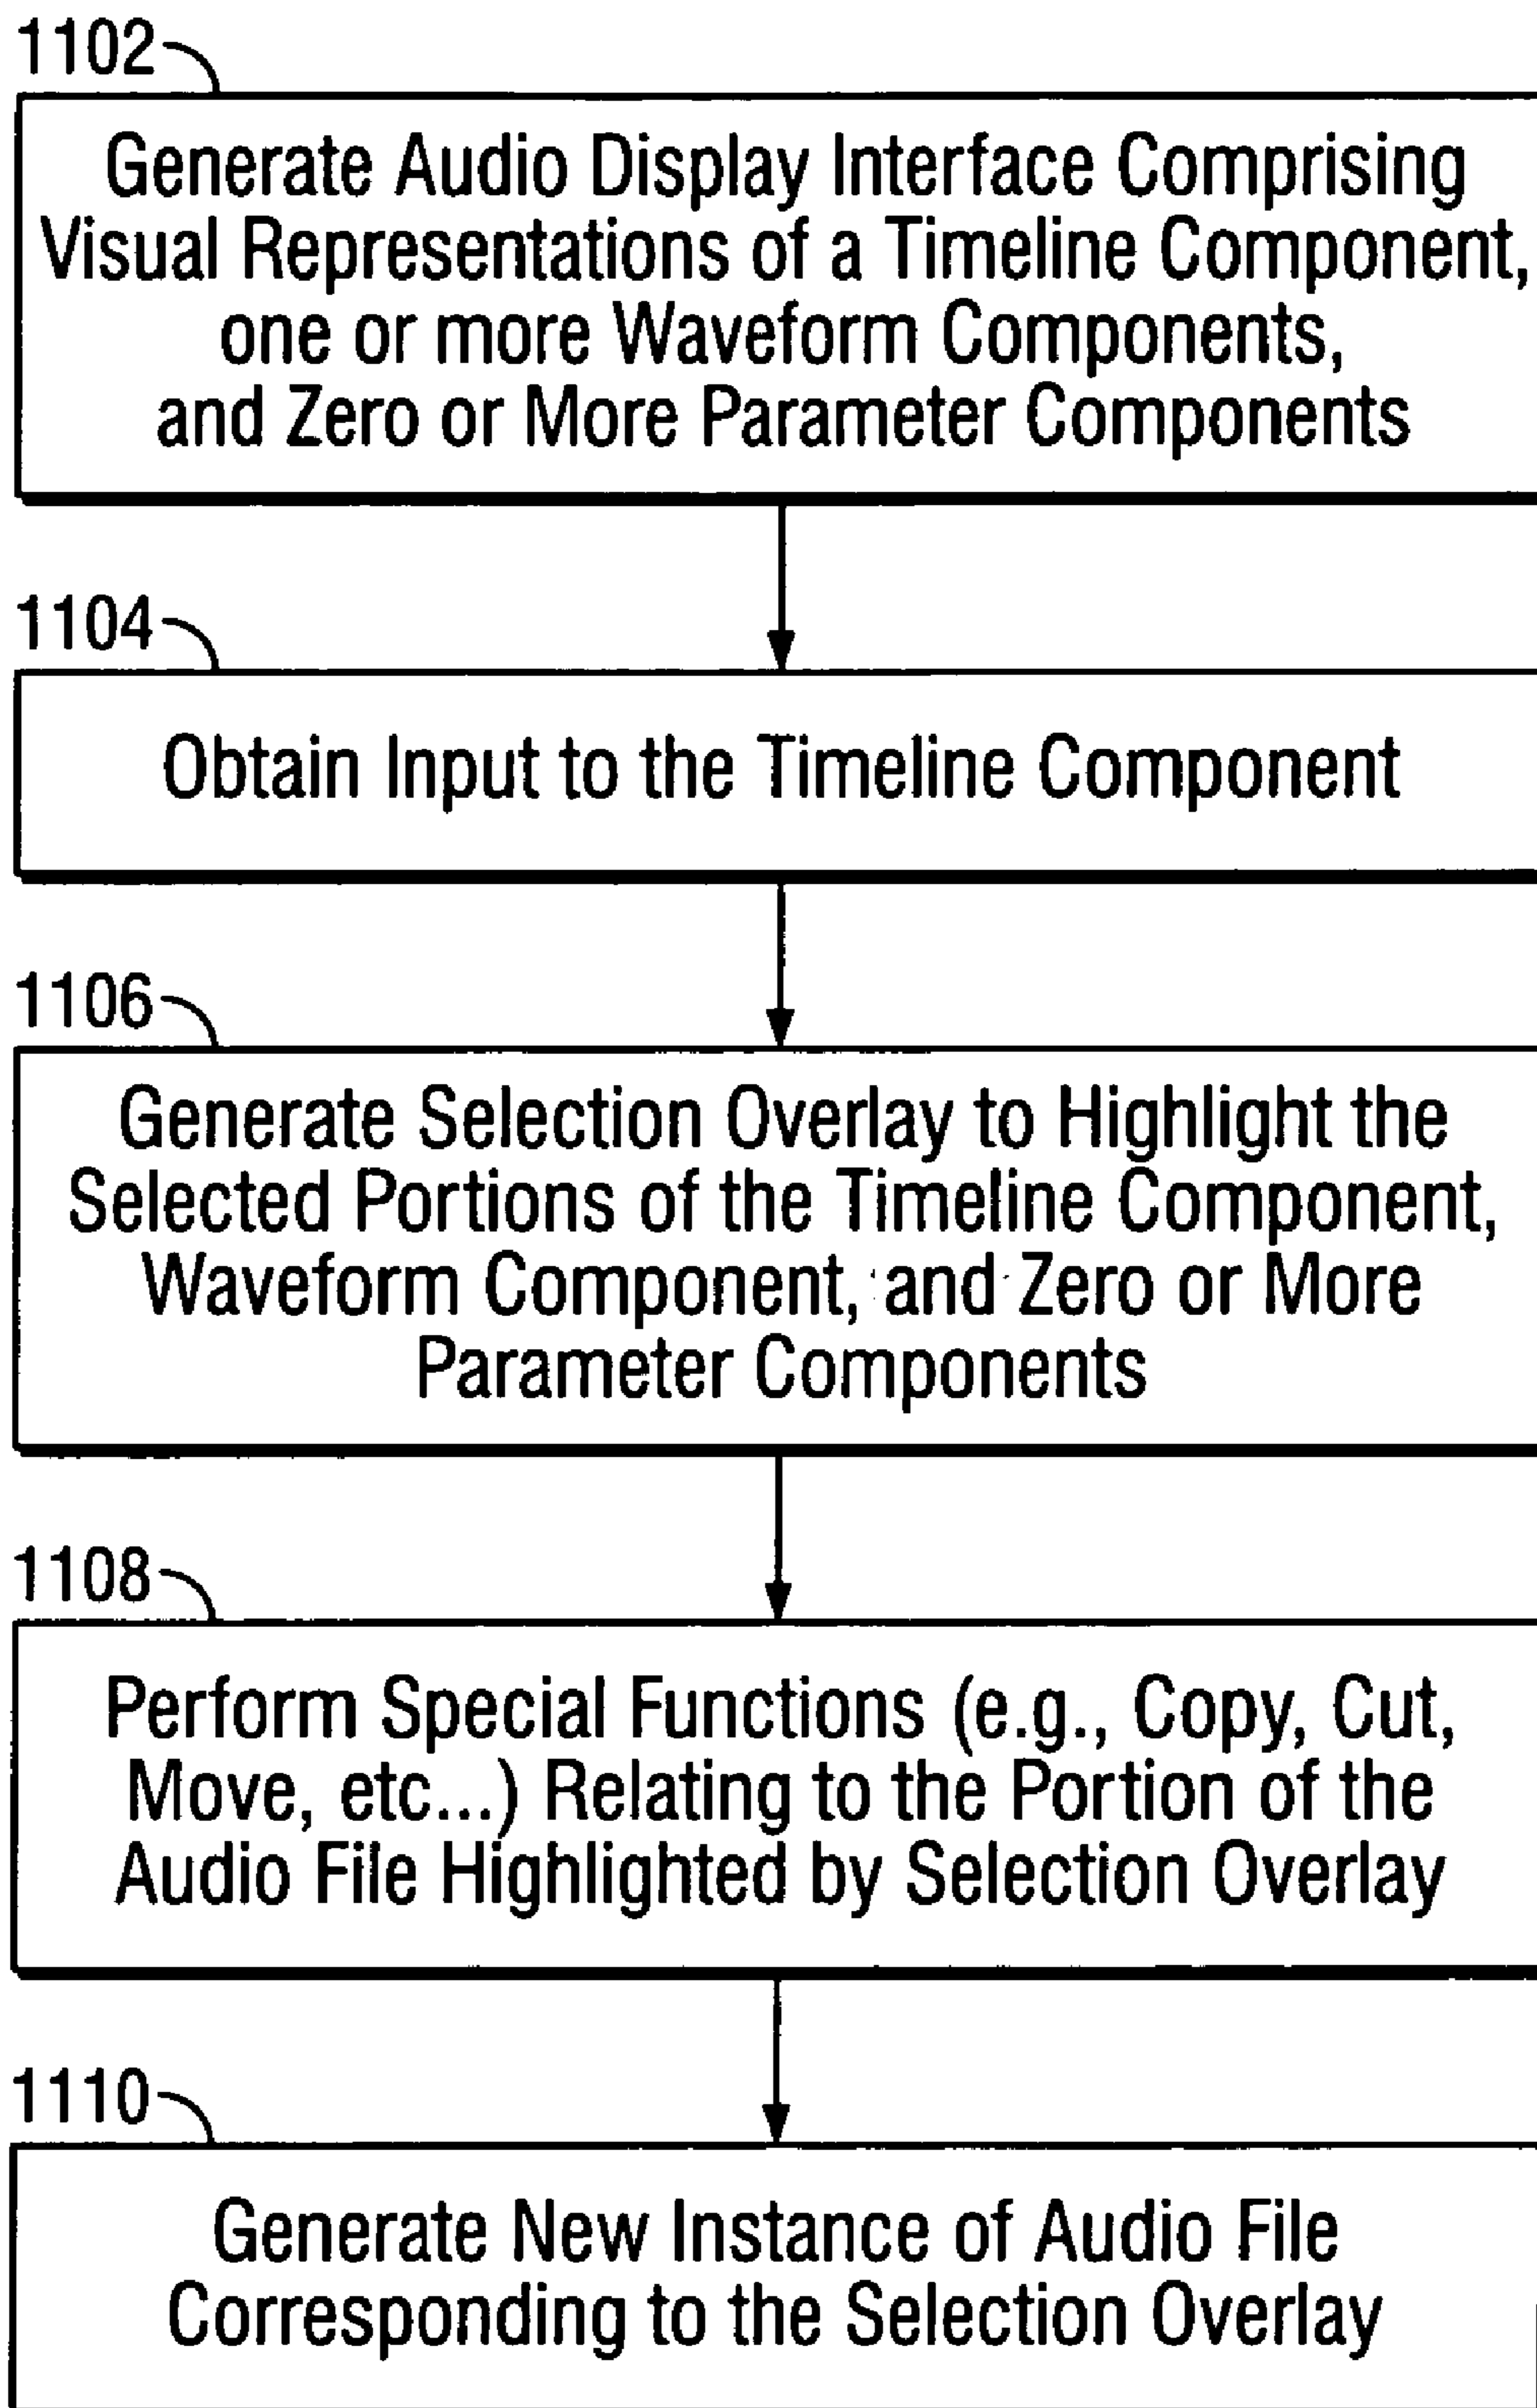 1102
Generate Audio Display Interface Comprising
Visual Representations of a Timeline Component,
one or more Waveform Components,
and Zero or More Parameter Components
1104
Obtain Input to the Timeline Component
1106
Generate Selection Overlay to Highlight the
Selected Portions of the Timeline Component,
Waveform Component, and Zero or More
Parameter Components
1108
Perform Special Functions (e.g., Copy, Cut,
Move, etc...) Relating to the Portion of the
Audio File Highlighted by Selection Overlay
1110
Generate New Instance of Audio File
Corresponding to the Selection Overlay